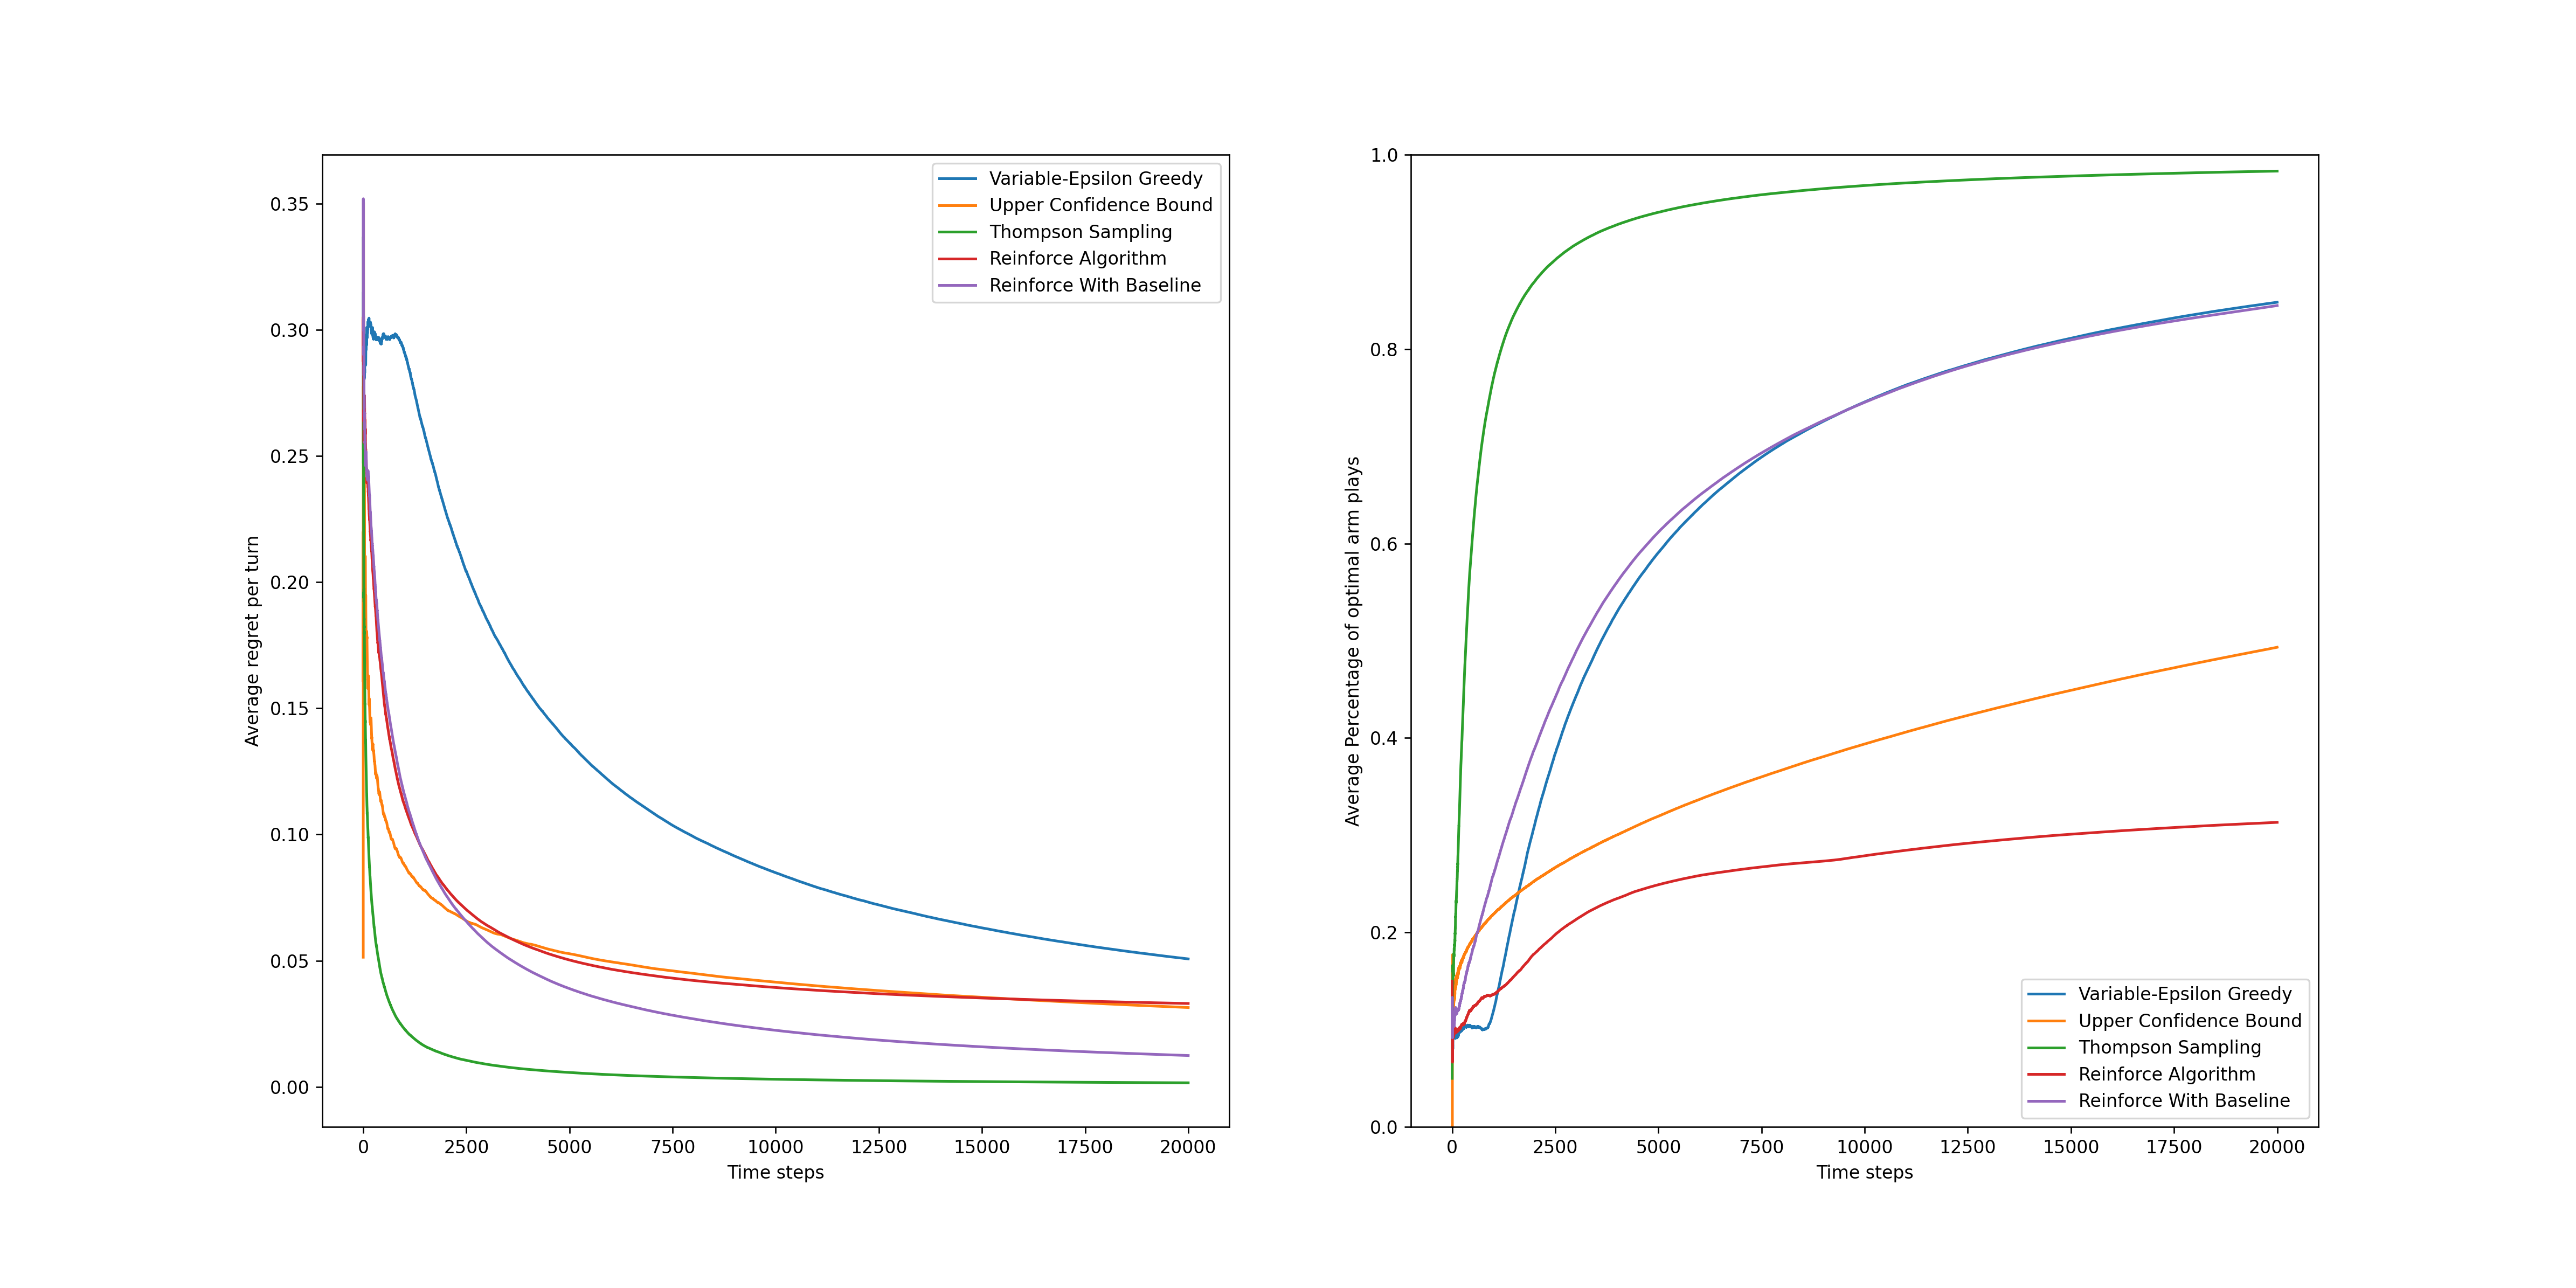 0.35
0.30
0.25
0.20
0.15
0.10
0.05
0.00
Average regret per turn
0 2500 5000 7500 10000 12500 15000 17500 20000
Time steps
Variable-Epsilon Greedy
Upper Confidence Bound
Thompson Sampling
Reinforce Algorithm
Reinforce With Baseline
1.0
0.8
0.6
0.4
0.2
0.0
Average Percentage of optimal arm plays
0 2500 5000 7500 10000 12500 15000 17500 20000
Time steps
Variable-Epsilon Greedy
Upper Confidence Bound
Thompson Sampling
Reinforce Algorithm
Reinforce With Baseline